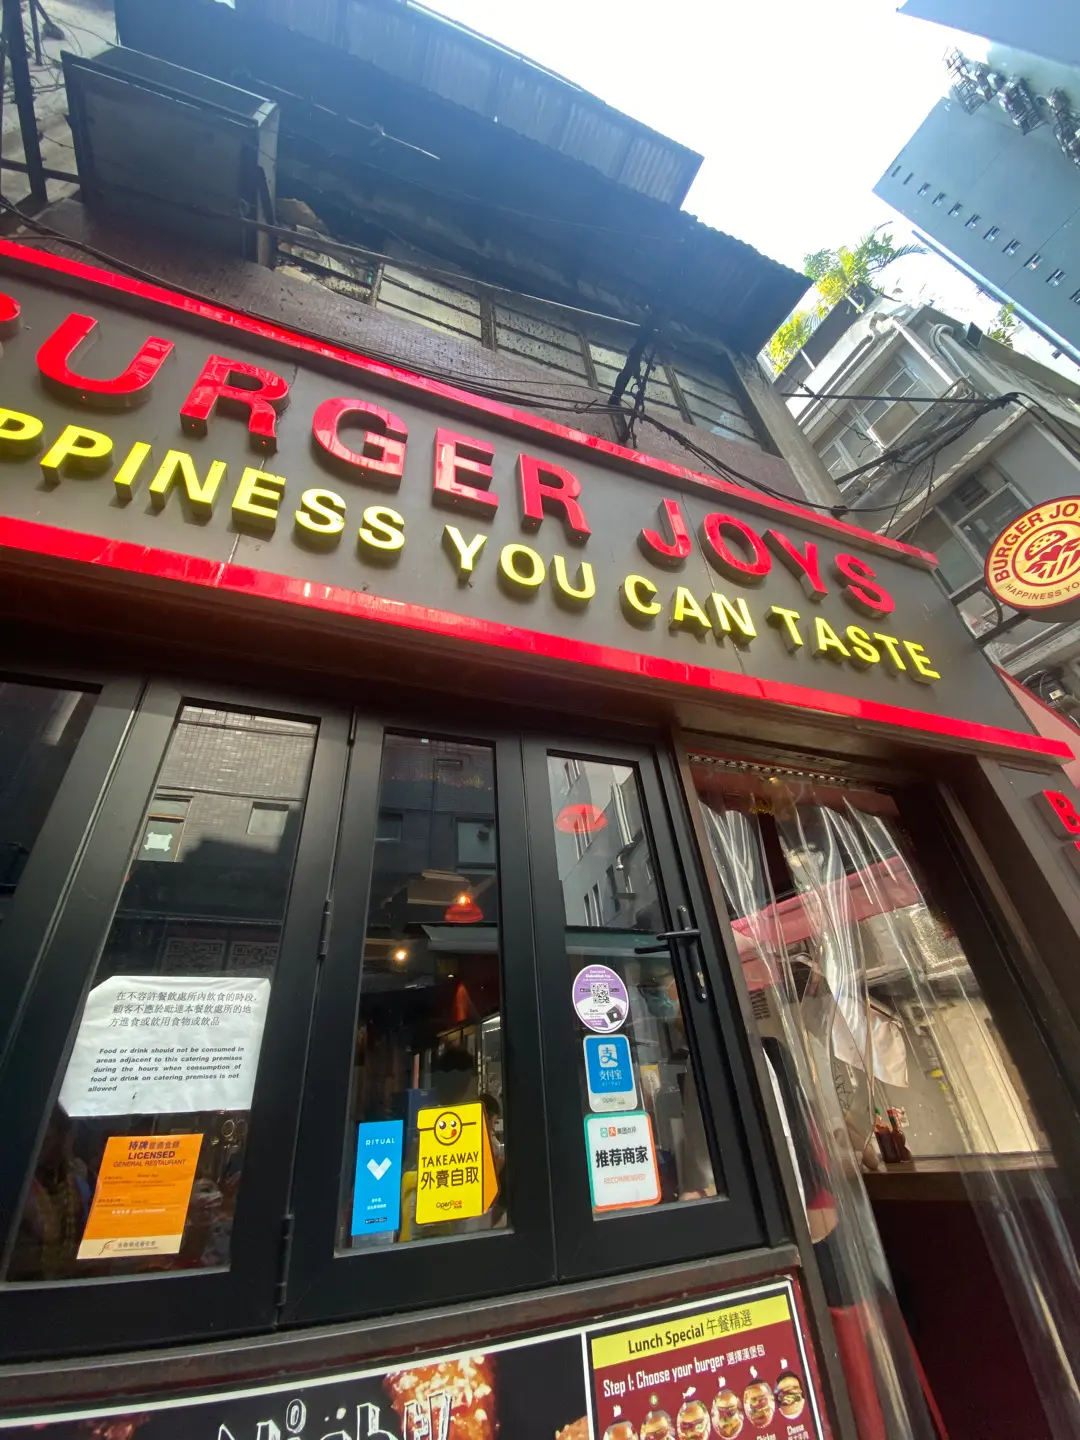 URGER JOYS
PPINESS YOU CAN TASTE
BURGER JO
HAPPINESS YO
B
在不容許餐飲處所內飲食的時段,
顧客不應於毗連本餐飲處所的地
方進食或飲用食物或飲品
Food or drink should not be consumed in
areas adjacent to this catering premises
during the hours when consumption of
food or drink on catering premises is not
allowed
持牌普通食肆
LICENSED
GENERAL RESTAURANT
RITUAL
TAKEAWAY
外賣自取
OpenRice
支
支付宝
推荐商家
RECOMMENDED
Lunch Special 午餐精選
Step 1: Choose your burger 選擇漢堡包
Chicken
Cheese